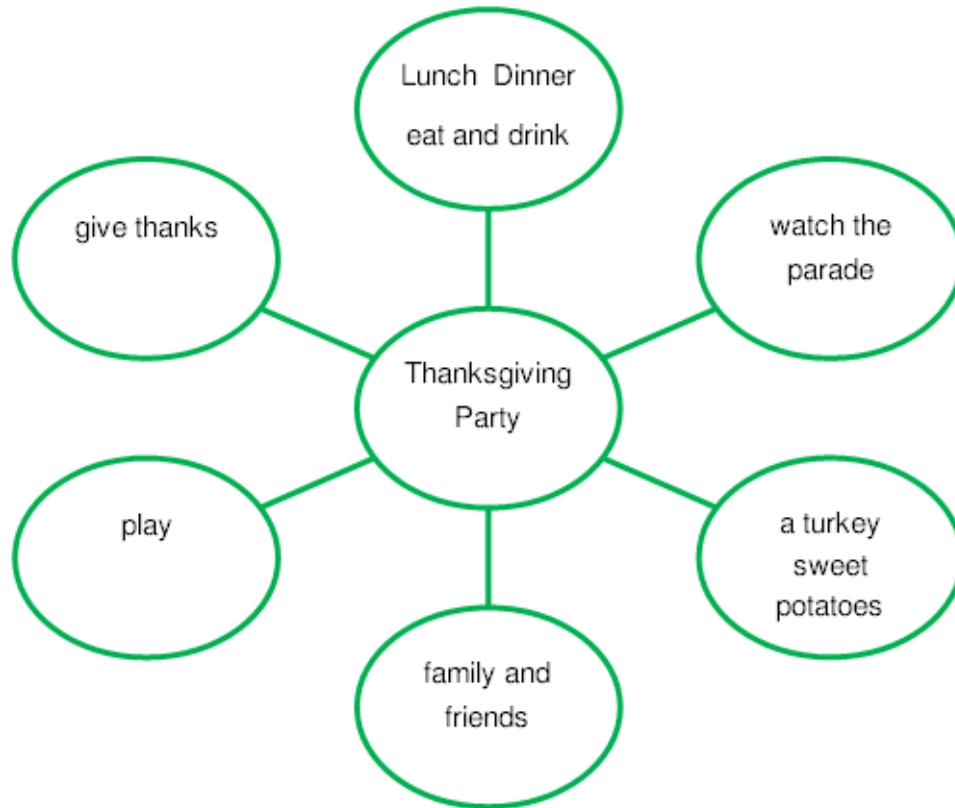 Lunch Dinner
eat and drink
give thanks
watch the
parade
Thanksgiving
Party
play
a turkey
sweet
potatoes
family and
friends